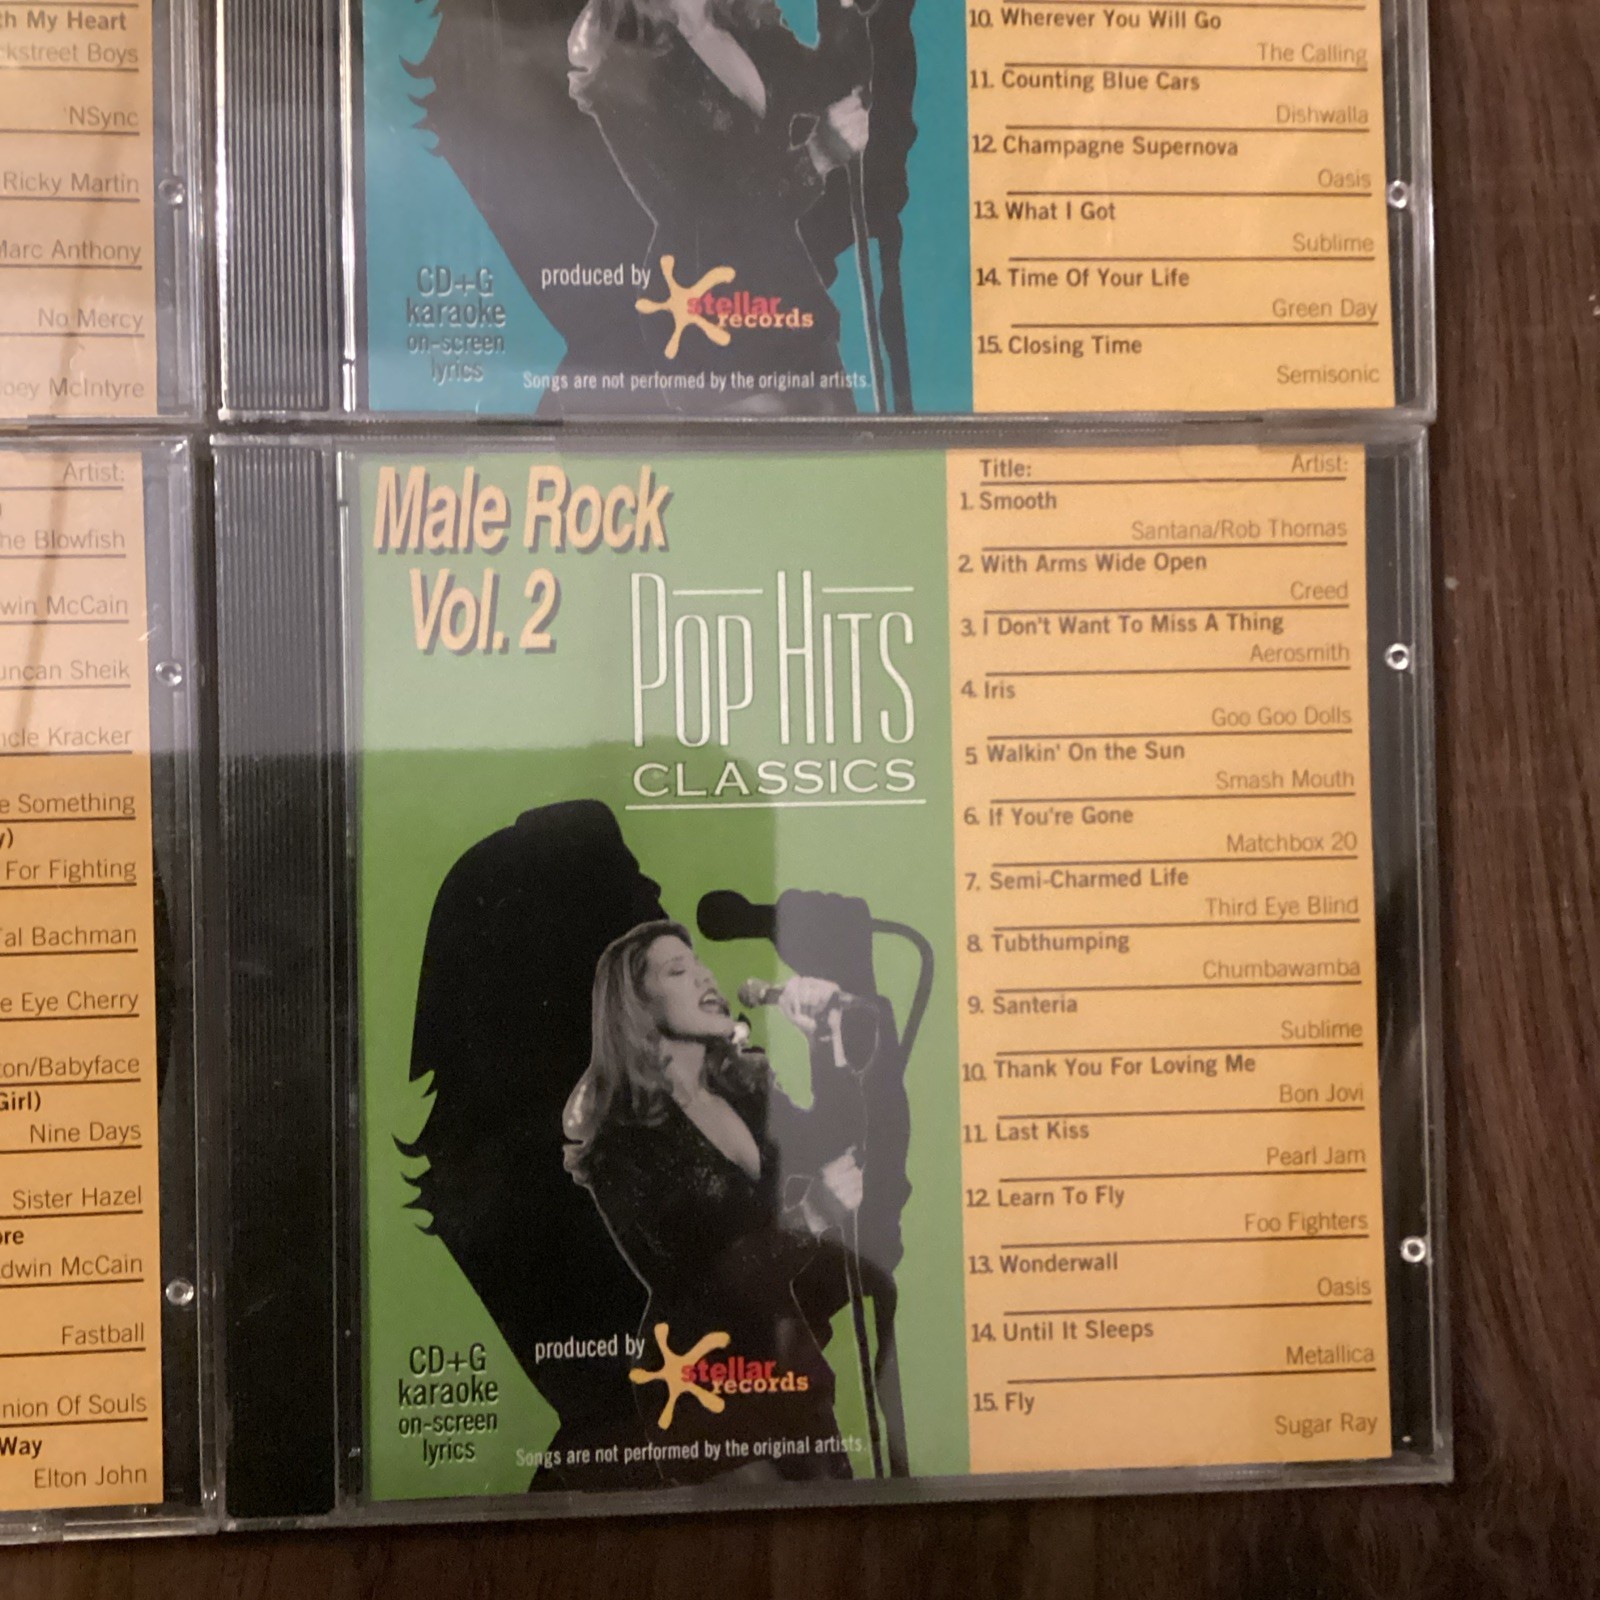 h My Heart
ckstreet Boys
'NSync
Ricky Martin
Marc Anthony
No Mercy
oey McIntyre
10. Wherever You Will Go
The Calling
11. Counting Blue Cars
Dishwalla
12. Champagne Supernova
Oasis
13. What I Got
Sublime
14. Time Of Your Life
Green Day
15. Closing Time
Semisonic
CD+G
karaoke
on-screen
lyrics
produced by
stellar
records
Songs are not performed by the original artists.
Artist:
he Blowfish
win McCain
uncan Sheik
ncle Kracker
e Something
y)
For Fighting
Tal Bachman
e Eye Cherry
ton/Babyface
Girl)
Nine Days
Sister Hazel
ore
dwin McCain
Fastball
nion Of Souls
Way
Elton John
Male Rock
Vol. 2
Pop Hits
CLASSICS
CD+G
karaoke
on-screen
lyrics
produced by
stellar
records
Songs are not performed by the original artists.
Title: Artist:
1. Smooth
Santana/Rob Thomas
2. With Arms Wide Open
Creed
3. I Don't Want To Miss A Thing
Aerosmith
4. Iris
Goo Goo Dolls
5 Walkin' On the Sun
Smash Mouth
6. If You're Gone
Matchbox 20
7. Semi-Charmed Life
Third Eye Blind
8. Tubthumping
Chumbawamba
9. Santeria
Sublime
10. Thank You For Loving Me
Bon Jovi
11. Last Kiss
Pearl Jam
12. Learn To Fly
Foo Fighters
13. Wonderwall
Oasis
14. Until It Sleeps
Metallica
15. Fly
Sugar Ray